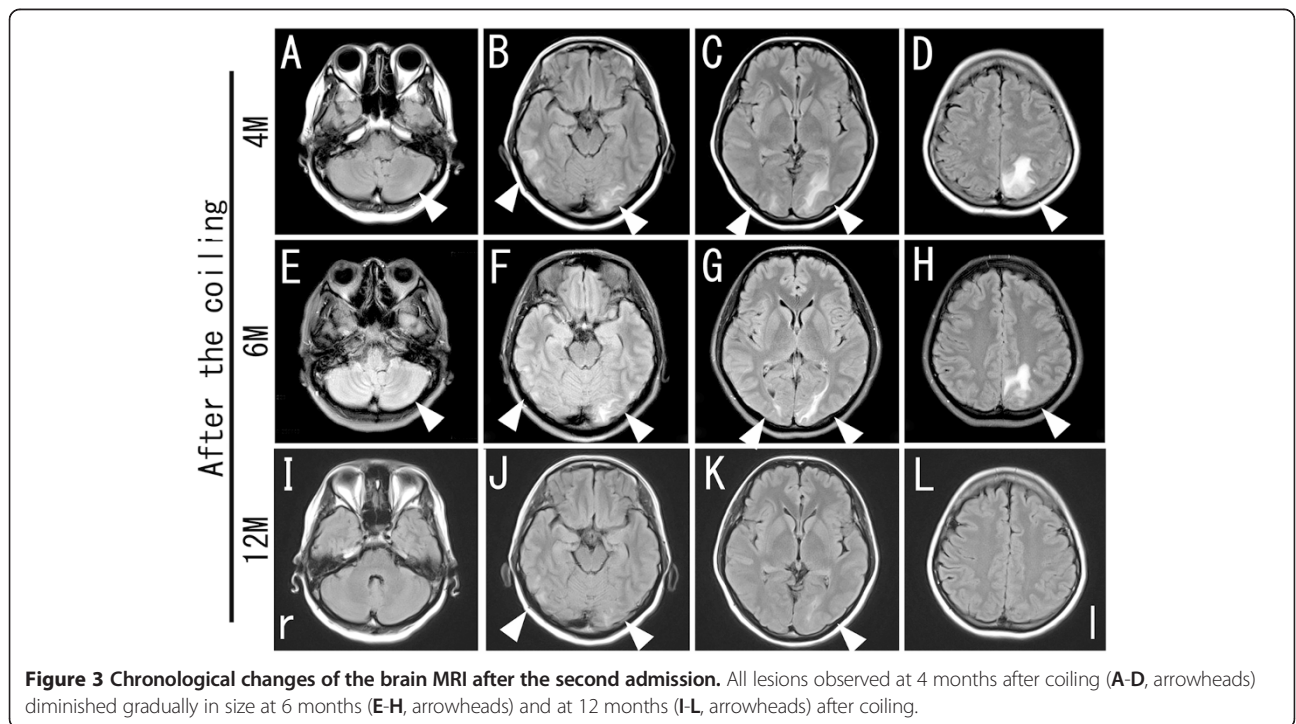 After the coiling
4M
A
B
C
D
6M
E
F
G
H
12M
I
J
K
L
r
l
Figure 3 Chronological changes of the brain MRI after the second admission. All lesions observed at 4 months after coiling (A-D, arrowheads)
diminished gradually in size at 6 months (E-H, arrowheads) and at 12 months (I-L, arrowheads) after coiling.